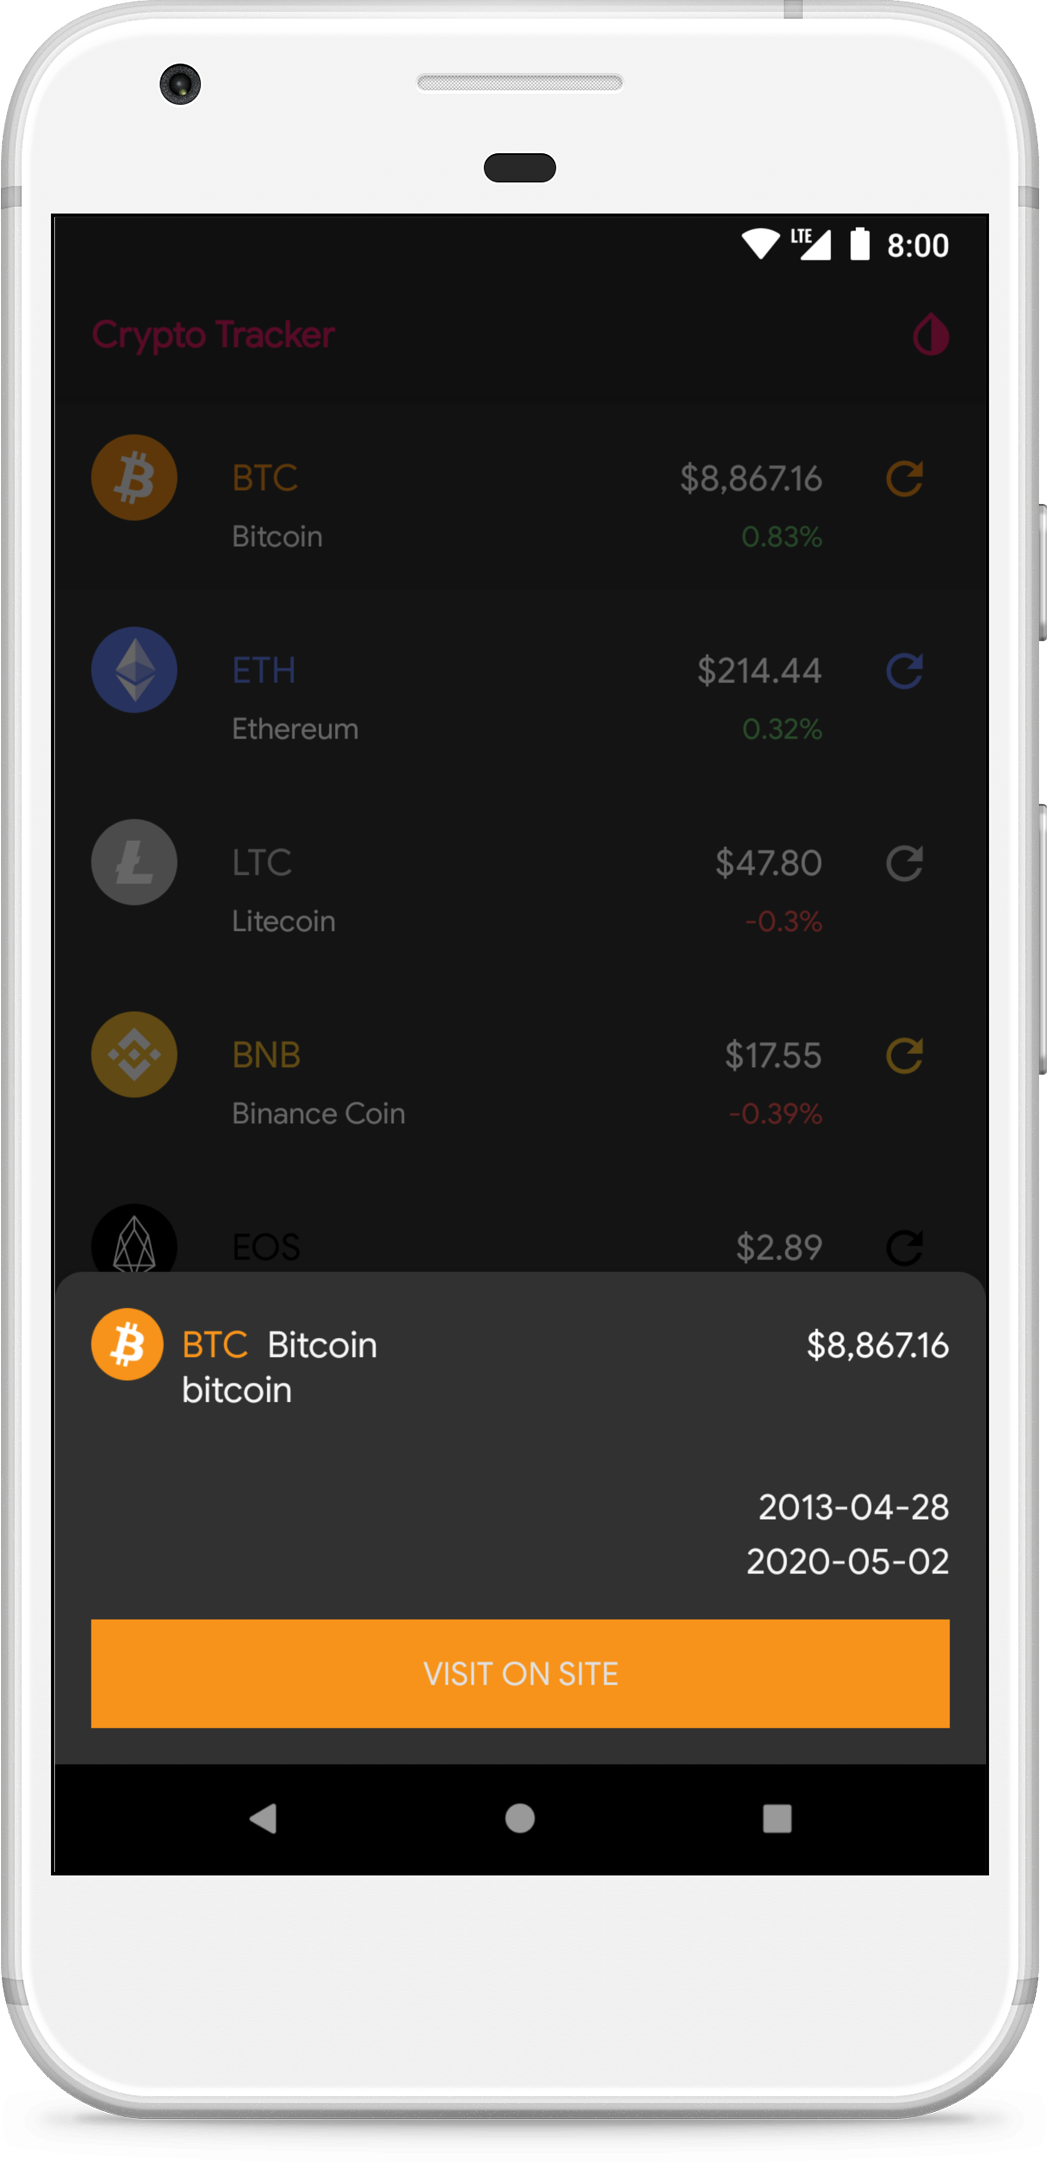 LTE 8:00
Crypto Tracker
BTC $8,867.16
Bitcoin 0.83%
ETH $214.44
Ethereum 0.32%
LTC $47.80
Litecoin -0.3%
BNB $17.55
Binance Coin -0.39%
EOS $2.89
BTC Bitcoin $8,867.16
bitcoin
2013-04-28
2020-05-02
VISIT ON SITE